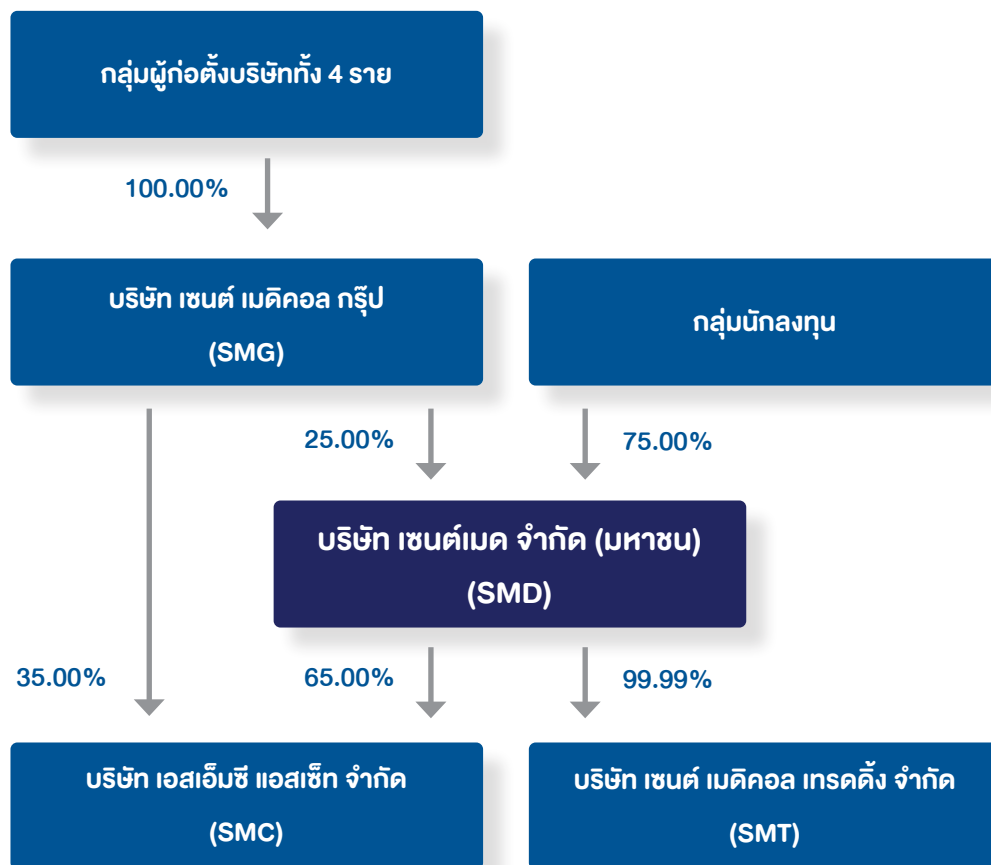 กลุ่มผู้ก่อตั้งบริษัททั้ง 4 ราย
100.00%
บริษัท เซนต์ เมดิคอล กรุ๊ป
(SMG)
กลุ่มนักลงทุน
25.00%
75.00%
บริษัท เซนต์เมด จำกัด (มหาชน)
(SMD)
35.00%
65.00%
99.99%
บริษัท เอสเอ็มซี แอสเซ็ท จำกัด
(SMC)
บริษัท เซนต์ เมดิคอล เทรดดิ้ง จำกัด
(SMT)